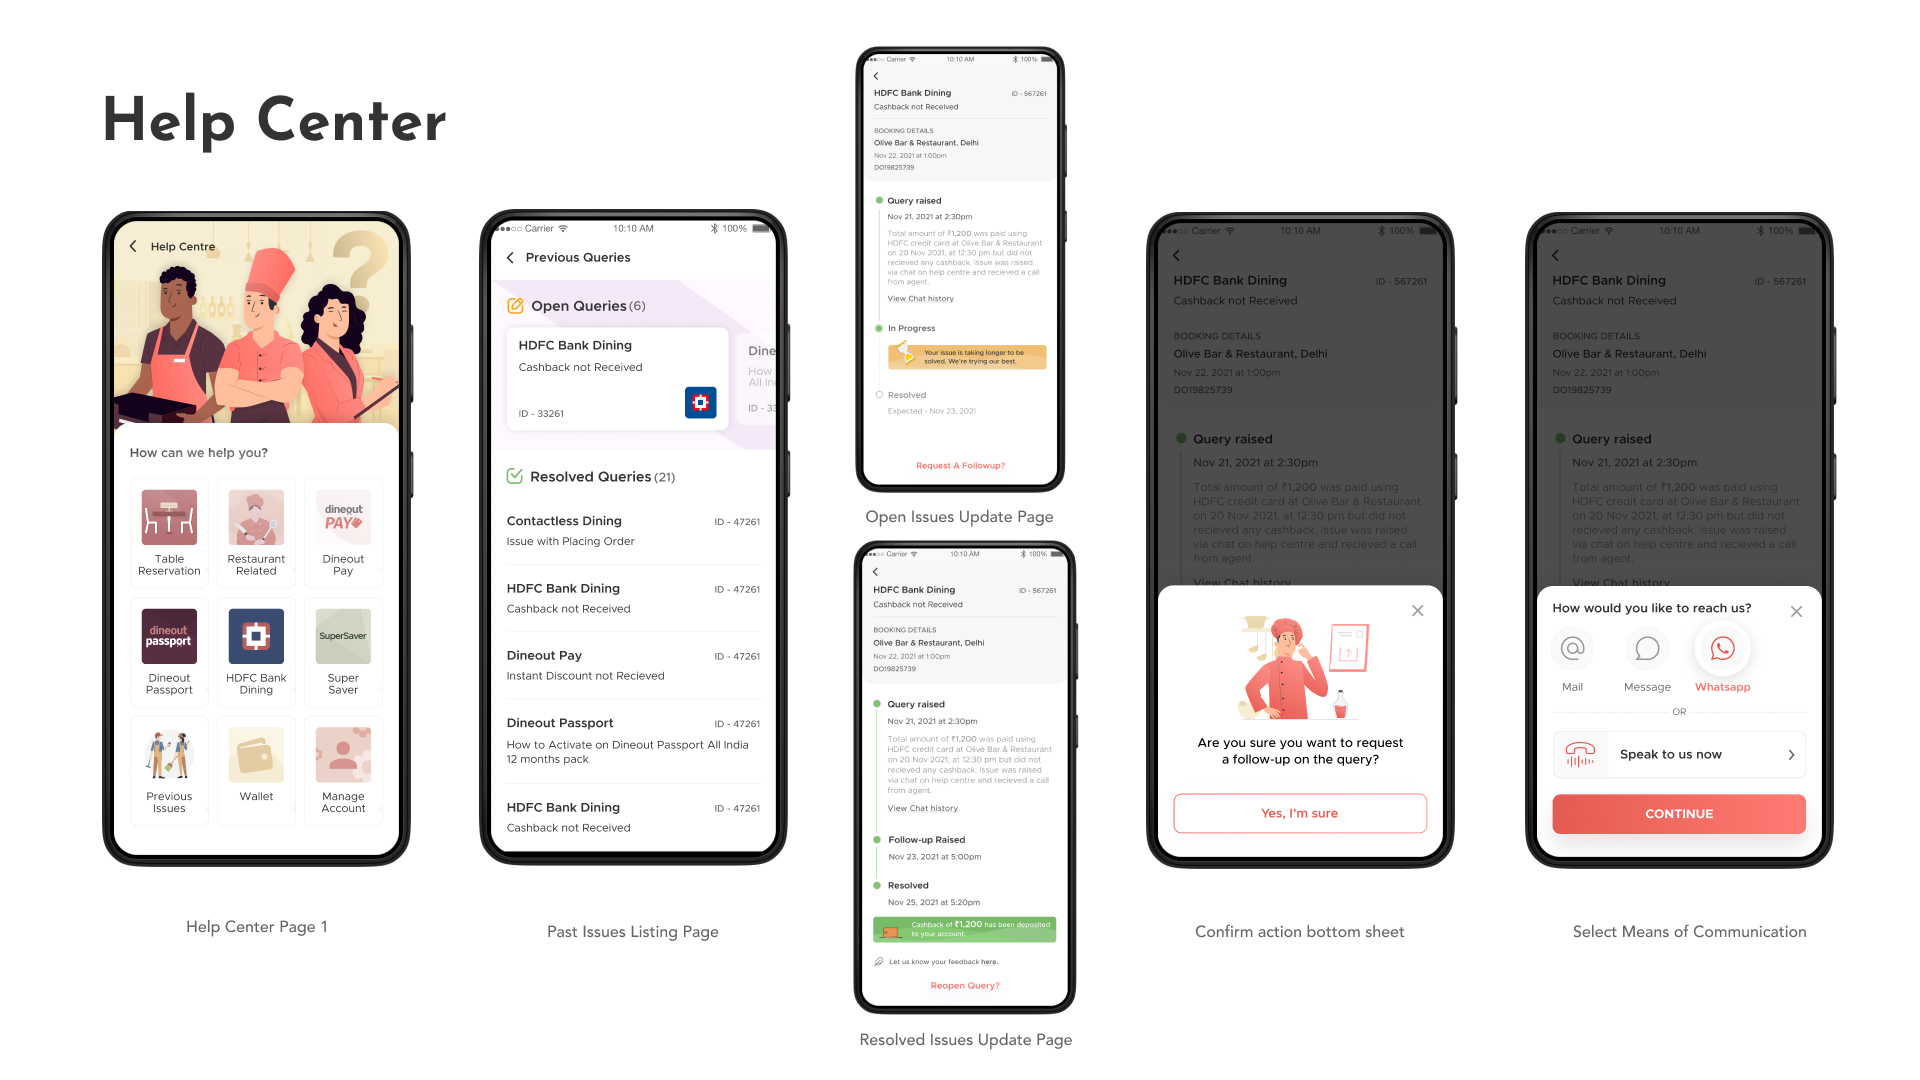 Help Center
Help Centre
How can we help you?
dineout
PAY
Table
Reservation
Restaurant
Related
Dineout
Pay
dineout
passport
SuperSaver
Dineout
Passport
HDFC Bank
Dining
Super
Saver
Previous
Issues
Wallet
Manage
Account
Help Center Page 1
Carrier 10:10 AM 100%
Previous Queries
Open Queries (6)
HDFC Bank Dining
Cashback not Received
ID - 33261
Dine
How
All In
ID - 33
Resolved Queries (21)
Contactless Dining ID - 47261
Issue with Placing Order
HDFC Bank Dining ID - 47261
Cashback not Received
Dineout Pay ID - 47261
Instant Discount not Recieved
Dineout Passport ID - 47261
How to Activate on Dineout Passport All India
12 months pack
HDFC Bank Dining ID - 47261
Cashback not Received
Past Issues Listing Page
Carrier 10:10 AM 100%
HDFC Bank Dining ID - 567261
Cashback not Received
BOOKING DETAILS
Olive Bar & Restaurant, Delhi
Nov 22, 2021 at 1:00pm
DO19825739
Query raised
Nov 21, 2021 at 2:30pm
Total amount of ₹1,200 was paid using
HDFC credit card at Olive Bar & Restaurant
on 20 Nov 2021, at 12:30 pm but did not
recieved any cashback. Issue was raised
via chat on help centre and recieved a call
from agent.
View Chat history
In Progress
Your issue is taking longer to be
solved. We're trying our best.
Resolved
Expected - Nov 23, 2021
Request A Followup?
Open Issues Update Page
Carrier 10:10 AM 100%
HDFC Bank Dining ID - 567261
Cashback not Received
BOOKING DETAILS
Olive Bar & Restaurant, Delhi
Nov 22, 2021 at 1:00pm
DO19825739
Query raised
Nov 21, 2021 at 2:30pm
Total amount of ₹1,200 was paid using
HDFC credit card at Olive Bar & Restaurant
on 20 Nov 2021, at 12:30 pm but did not
recieved any cashback. Issue was raised
via chat on help centre and recieved a call
from agent.
View Chat history
Follow-up Raised
Nov 23, 2021 at 5:00pm
Resolved
Nov 25, 2021 at 5:20pm
Cashback of ₹1,200 has been deposited
to your account.
Let us know your feedback here.
Reopen Query?
Resolved Issues Update Page
Carrier 10:10 AM 100%
HDFC Bank Dining ID - 567261
Cashback not Received
BOOKING DETAILS
Olive Bar & Restaurant, Delhi
Nov 22, 2021 at 1:00pm
DO19825739
Query raised
Nov 21, 2021 at 2:30pm
Total amount of ₹1,200 was paid using
HDFC credit card at Olive Bar & Restaurant
on 20 Nov 2021, at 12:30 pm but did not
recieved any cashback. Issue was raised
via chat on help centre and recieved a call
from agent.
View Chat history
Are you sure you want to request
a follow-up on the query?
Yes, I'm sure
Confirm action bottom sheet
Carrier 10:10 AM 100%
HDFC Bank Dining ID - 567261
Cashback not Received
BOOKING DETAILS
Olive Bar & Restaurant, Delhi
Nov 22, 2021 at 1:00pm
DO19825739
Query raised
Nov 21, 2021 at 2:30pm
Total amount of ₹1,200 was paid using
HDFC credit card at Olive Bar & Restaurant
on 20 Nov 2021, at 12:30 pm but did not
recieved any cashback. Issue was raised
via chat on help centre and recieved a call
from agent.
View Chat history
How would you like to reach us?
Mail
Message
Whatsapp
OR
Speak to us now
CONTINUE
Select Means of Communication